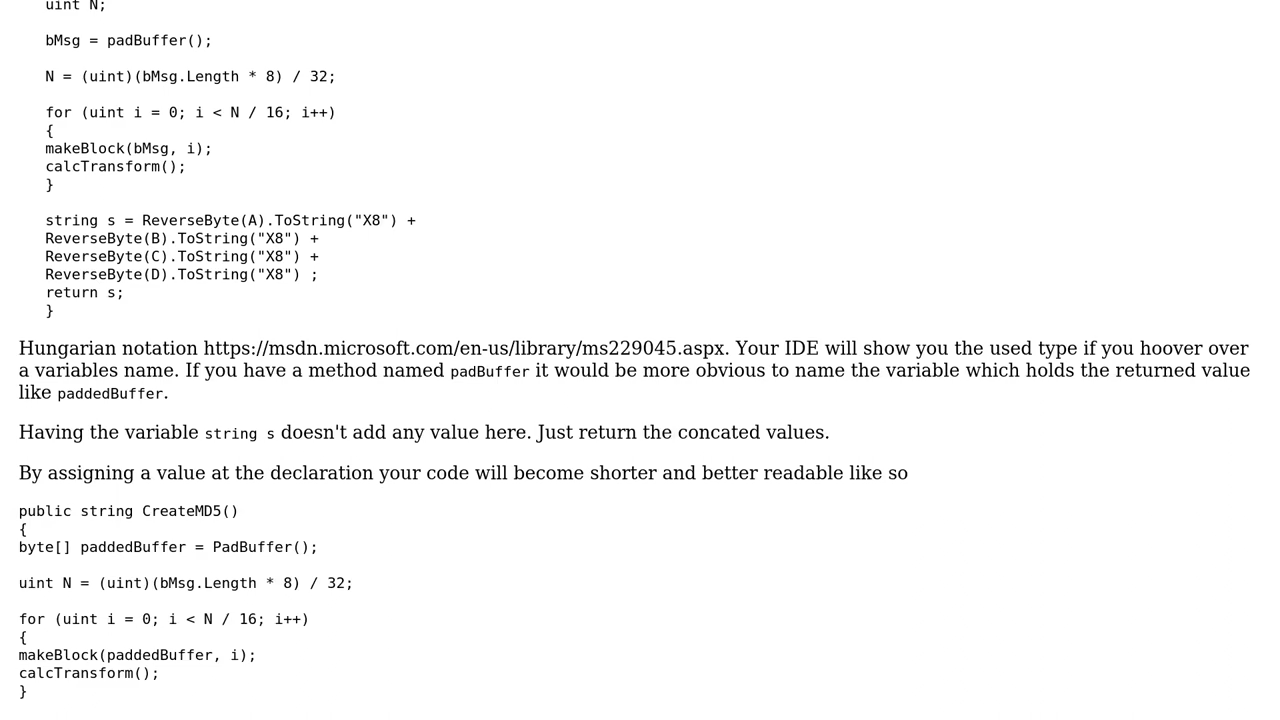 uint N;
bMsg = padBuffer();
N = (uint)(bMsg.Length * 8) / 32;
for (uint i = 0; i < N / 16; i++)
{
makeBlock(bMsg, i);
calcTransform();
}
string s = ReverseByte(A).ToString("X8") +
ReverseByte(B).ToString("X8") +
ReverseByte(C).ToString("X8") +
ReverseByte(D).ToString("X8") ;
return s;
}
Hungarian notation https://msdn.microsoft.com/en-us/library/ms229045.aspx. Your IDE will show you the used type if you hoover over
a variables name. If you have a method named padBuffer it would be more obvious to name the variable which holds the returned value
like paddedBuffer.
Having the variable string s doesn't add any value here. Just return the concated values.
By assigning a value at the declaration your code will become shorter and better readable like so
public string CreateMD5()
{
byte[] paddedBuffer = PadBuffer();
uint N = (uint)(bMsg.Length * 8) / 32;
for (uint i = 0; i < N / 16; i++)
{
makeBlock(paddedBuffer, i);
calcTransform();
}